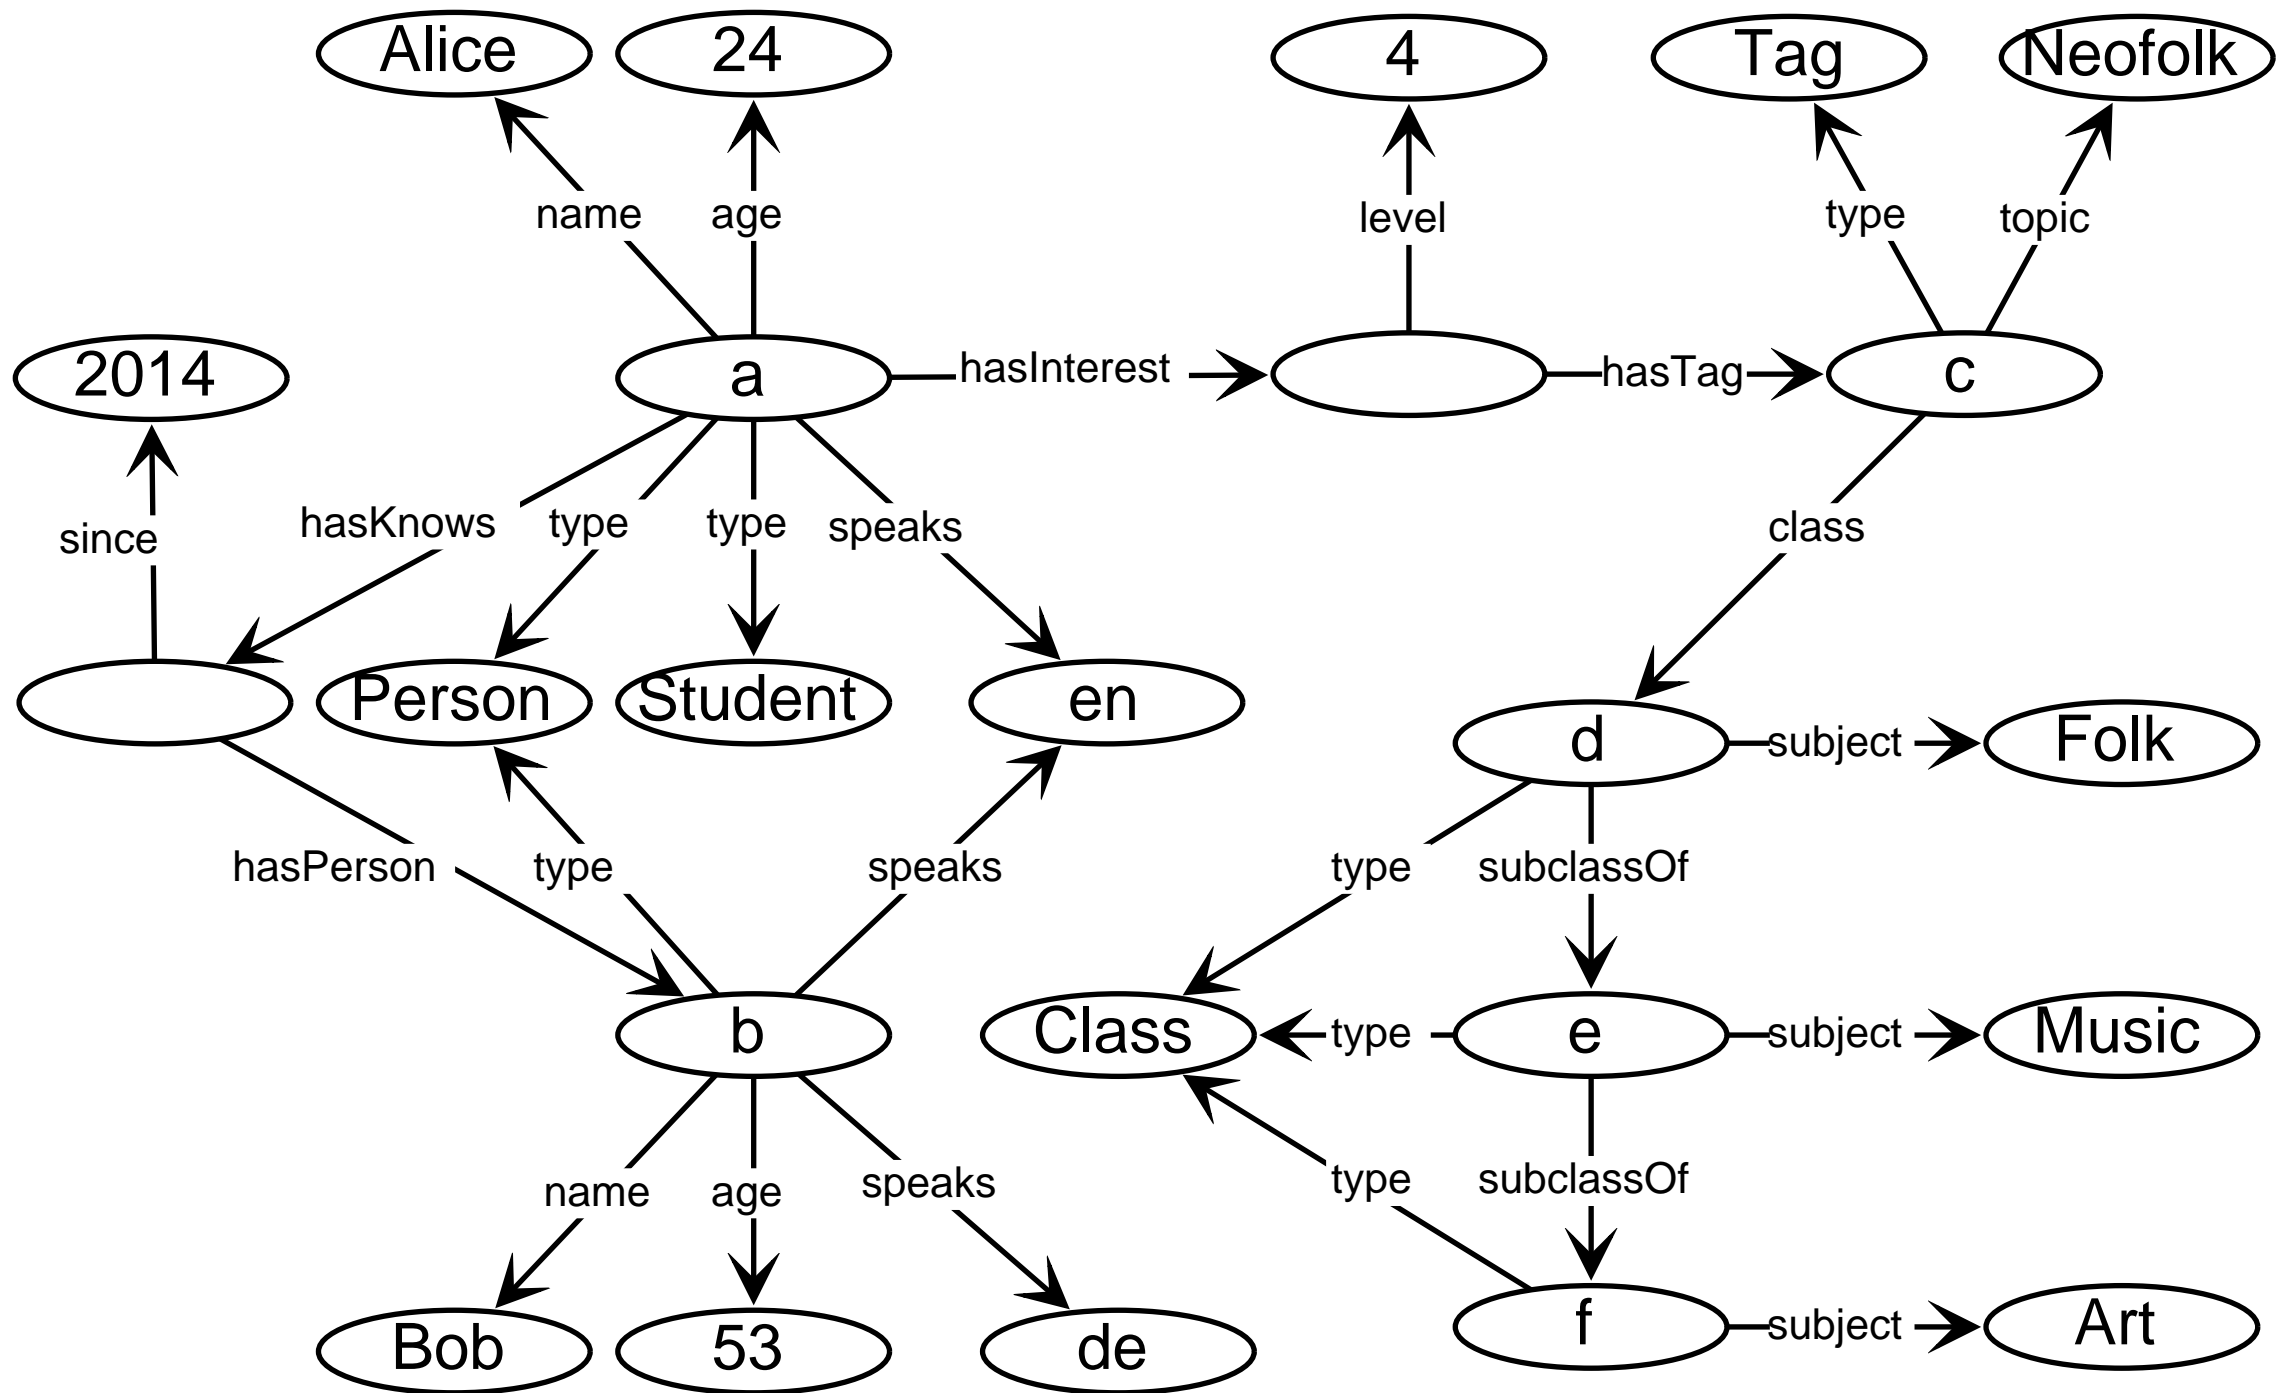 Alice
24
4
Tag
Neofolk
name
age
level
type
topic
2014
a
hasInterest
hasTag
c
since
hasKnows
type
type
speaks
class
Person
Student
en
d
subject
Folk
hasPerson
type
speaks
type
subclassOf
b
Class
type
e
subject
Music
name
age
speaks
type
subclassOf
Bob
53
de
f
subject
Art